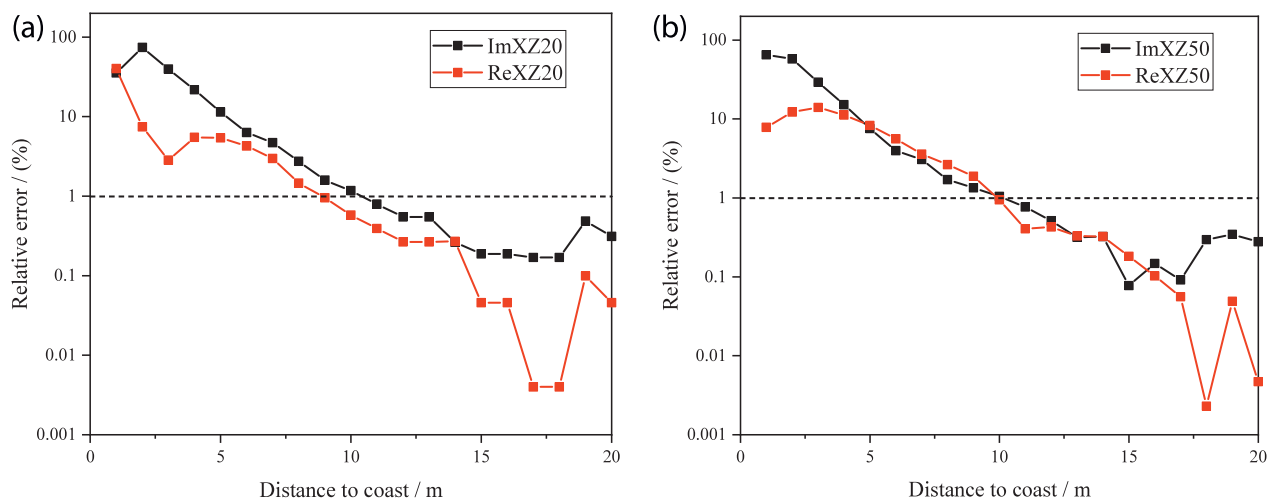 (a)
ImXZ20
ReXZ20
Relative error / (%)
100
10
1
0.1
0.01
0.001
0 5 10 15 20
Distance to coast / m
(b)
ImXZ50
ReXZ50
Relative error / (%)
100
10
1
0.1
0.01
0.001
0 5 10 15 20
Distance to coast / m